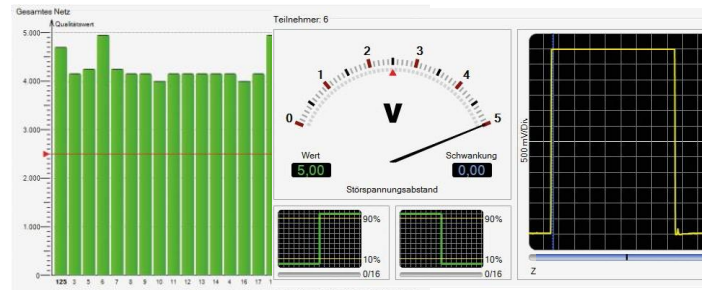 Gesamtes Netz
Qualitätswert
5.000
4.000
3.000
2.000
1.000
0
125 3 5 6 7 8 9 10 11 12 13 14 4 16 17 1
Teilnehmer: 6
0 1 2 3 4 5
V
Wert
5,00
Schwankung
0,00
Störspannungsabstand
90%
10%
0/16
90%
10%
0/16
500 mV/Div
Z